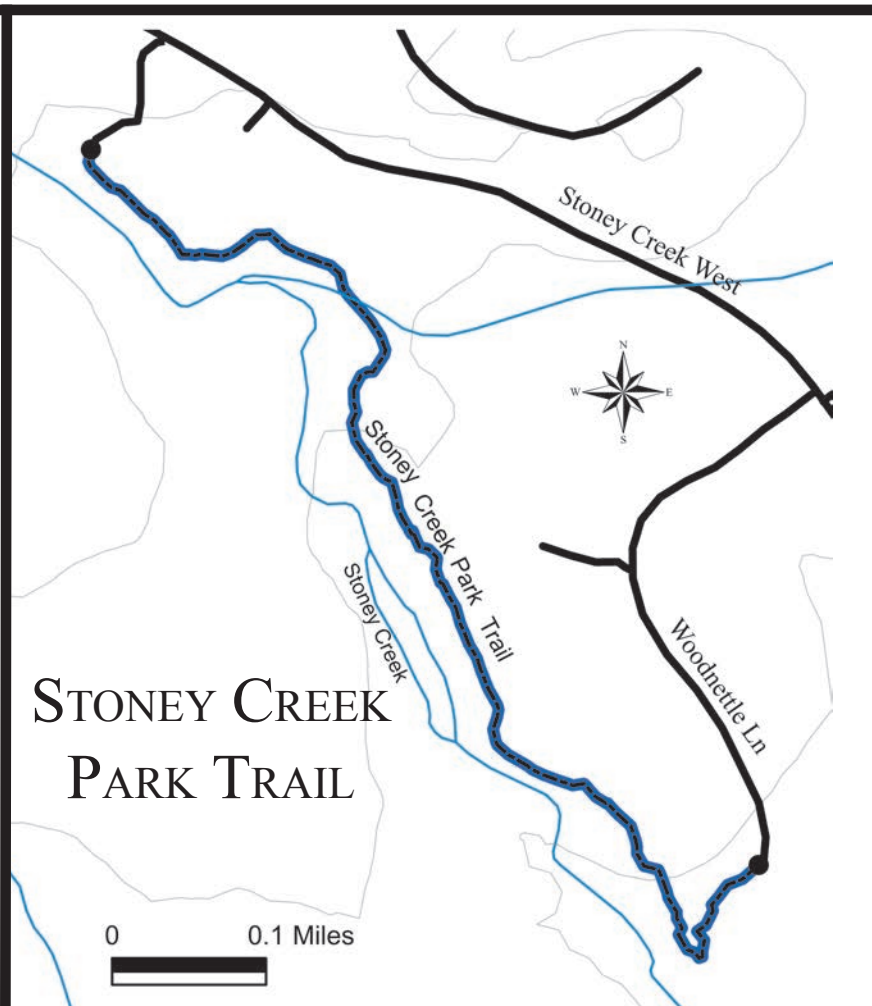 Stoney Creek West
N
W E
S
Stoney Creek Park Trail
Stoney Creek
Woodnettle Ln
STONEY CREEK
PARK TRAIL
0 0.1 Miles